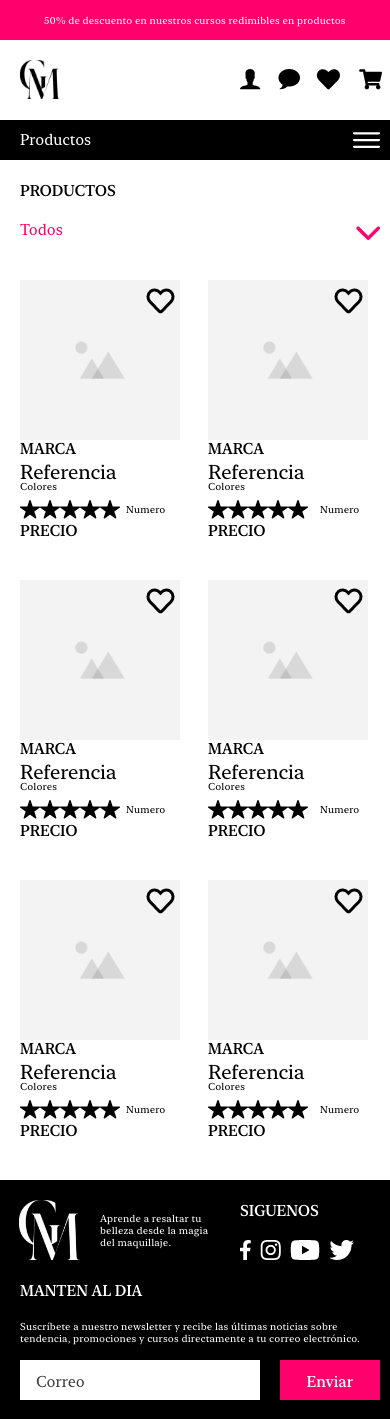 50% de descuento en nuestros cursos redimibles en productos
GM
Productos
PRODUCTOS
Todos
MARCA
Referencia
Colores
Numero
PRECIO
MARCA
Referencia
Colores
Numero
PRECIO
MARCA
Referencia
Colores
Numero
PRECIO
MARCA
Referencia
Colores
Numero
PRECIO
MARCA
Referencia
Colores
Numero
PRECIO
MARCA
Referencia
Colores
Numero
PRECIO
GM
Aprende a resaltar tu
belleza desde la magia
del maquillaje.
SIGUENOS
MANTEN AL DIA
Suscríbete a nuestro newsletter y recibe las últimas noticias sobre
tendencia, promociones y cursos directamente a tu correo electrónico.
Correo
Enviar